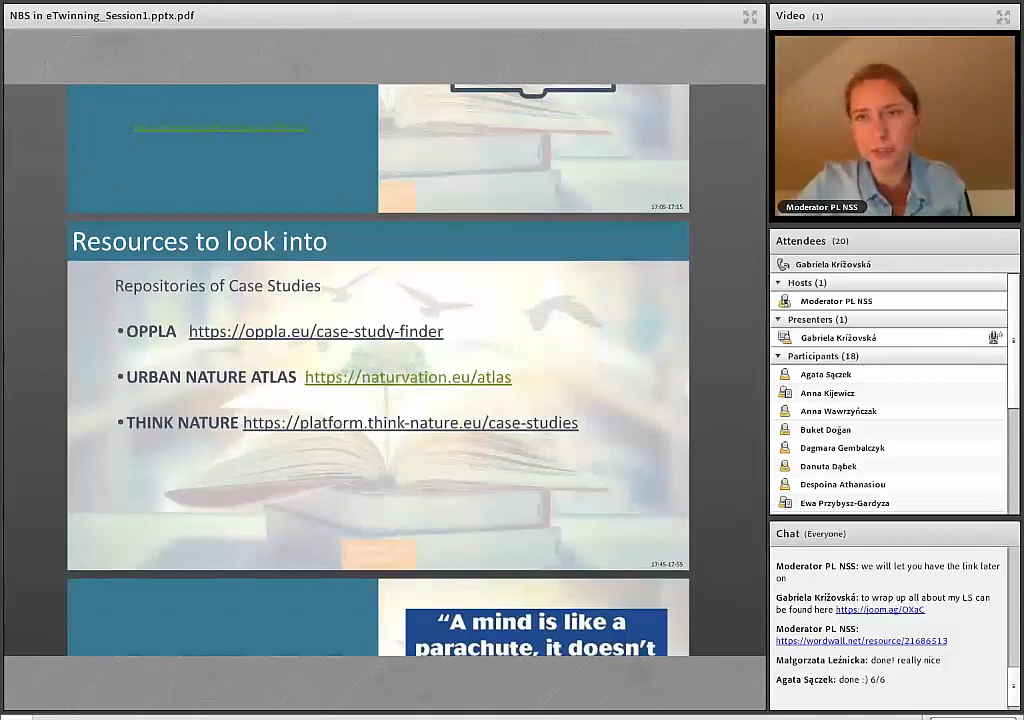 NBS in eTwinning_Session1.pptx.pdf
17:05-17:15
Resources to look into
Repositories of Case Studies
•OPPLA https://oppla.eu/case-study-finder
•URBAN NATURE ATLAS https://naturvation.eu/atlas
•THINK NATURE https://platform.think-nature.eu/case-studies
17:45-17:55
“A mind is like a
parachute, it doesn’t
Video (1)
Moderator PL NSS
Attendees (20)
Gabriela Krížovská
Hosts (1)
Moderator PL NSS
Presenters (1)
Gabriela Krížovská
Participants (18)
Agata Sączek
Anna Kijewicz
Anna Wawrzyńczak
Buket Doğan
Dagmara Gembalczyk
Danuta Dąbek
Despoina Athanasiou
Ewa Przybysz-Gardyza
Chat (Everyone)
Moderator PL NSS: we will let you have the link later
on
Gabriela Krížovská: to wrap up all about my LS can
be found here https://joom.ag/OXaC
Moderator PL NSS:
https://wordwall.net/resource/21686513
Małgorzata Leźnicka: done! really nice
Agata Sączek: done :) 6/6